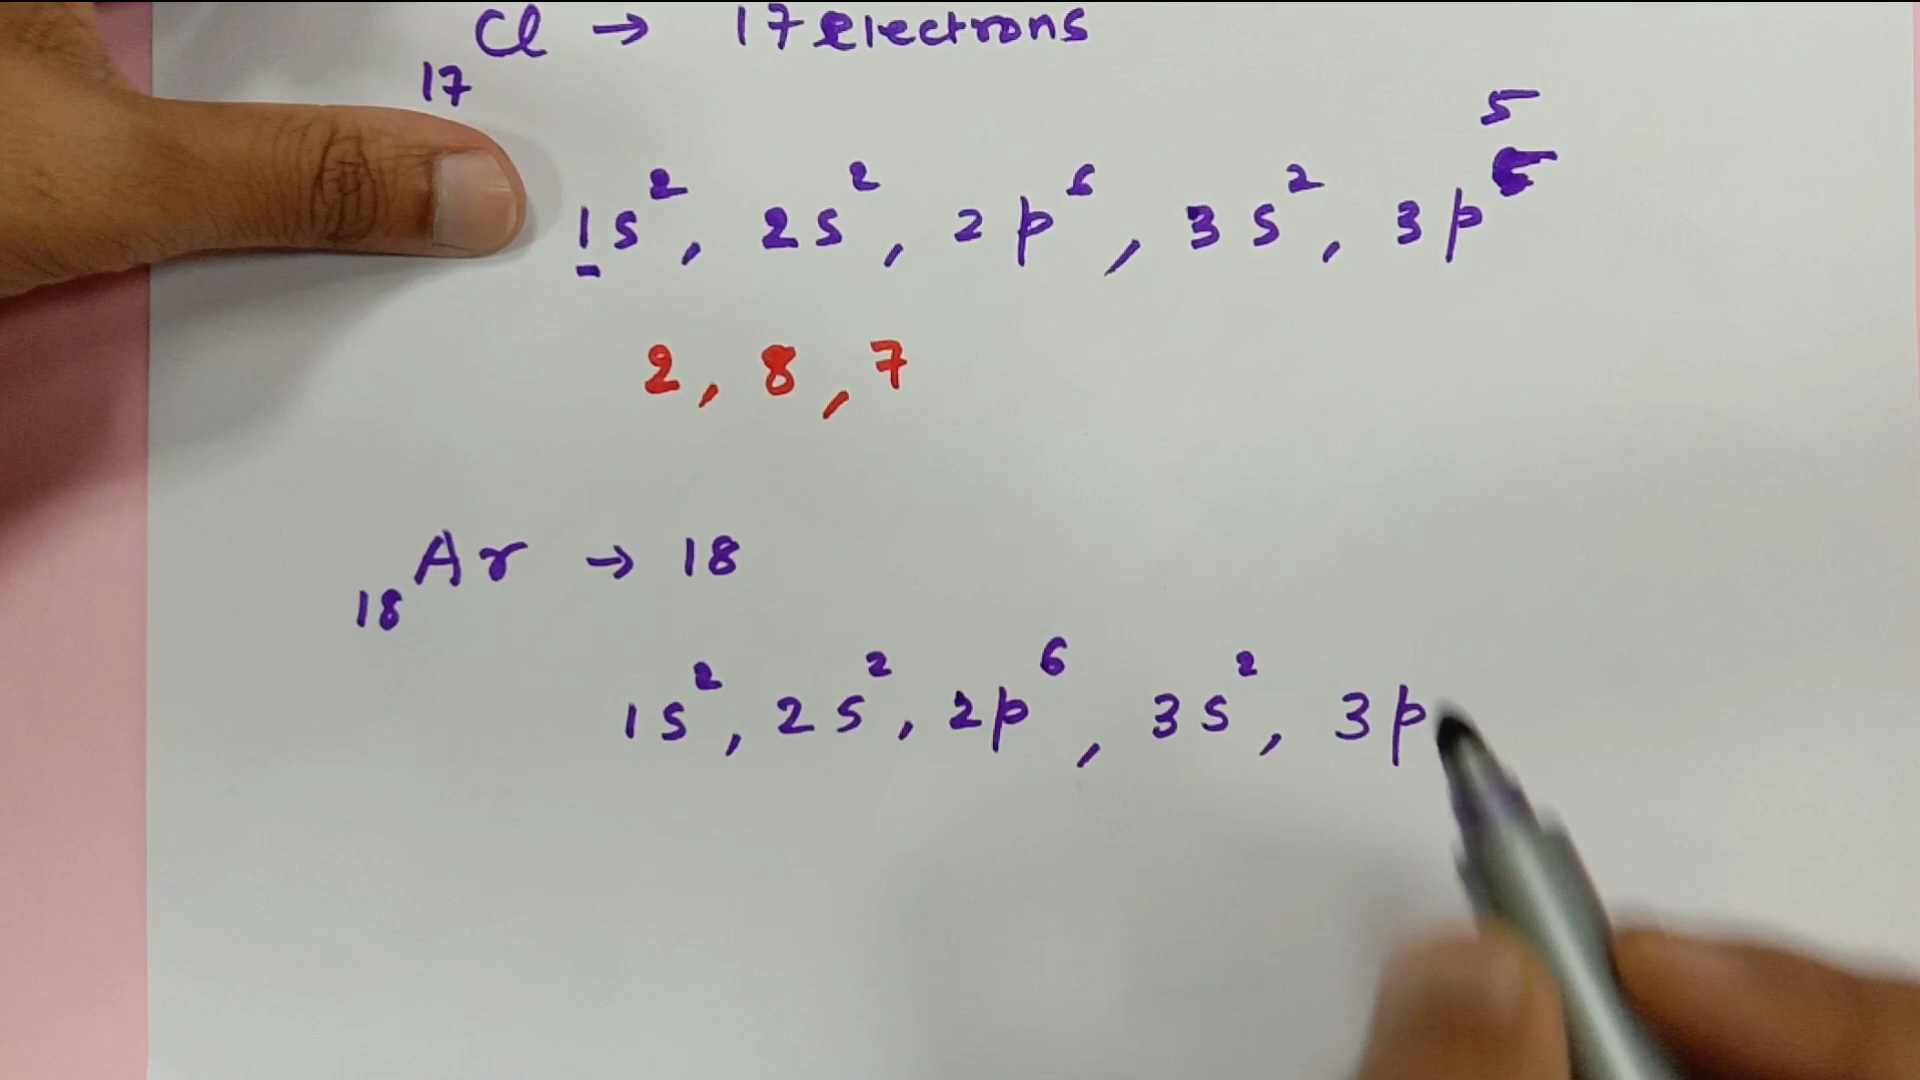 ₁₇Cl → 17 electrons
1s², 2s², 2p⁶, 3s², 3p⁵
2, 8, 7
₁₈Ar → 18
1s², 2s², 2p⁶, 3s², 3p